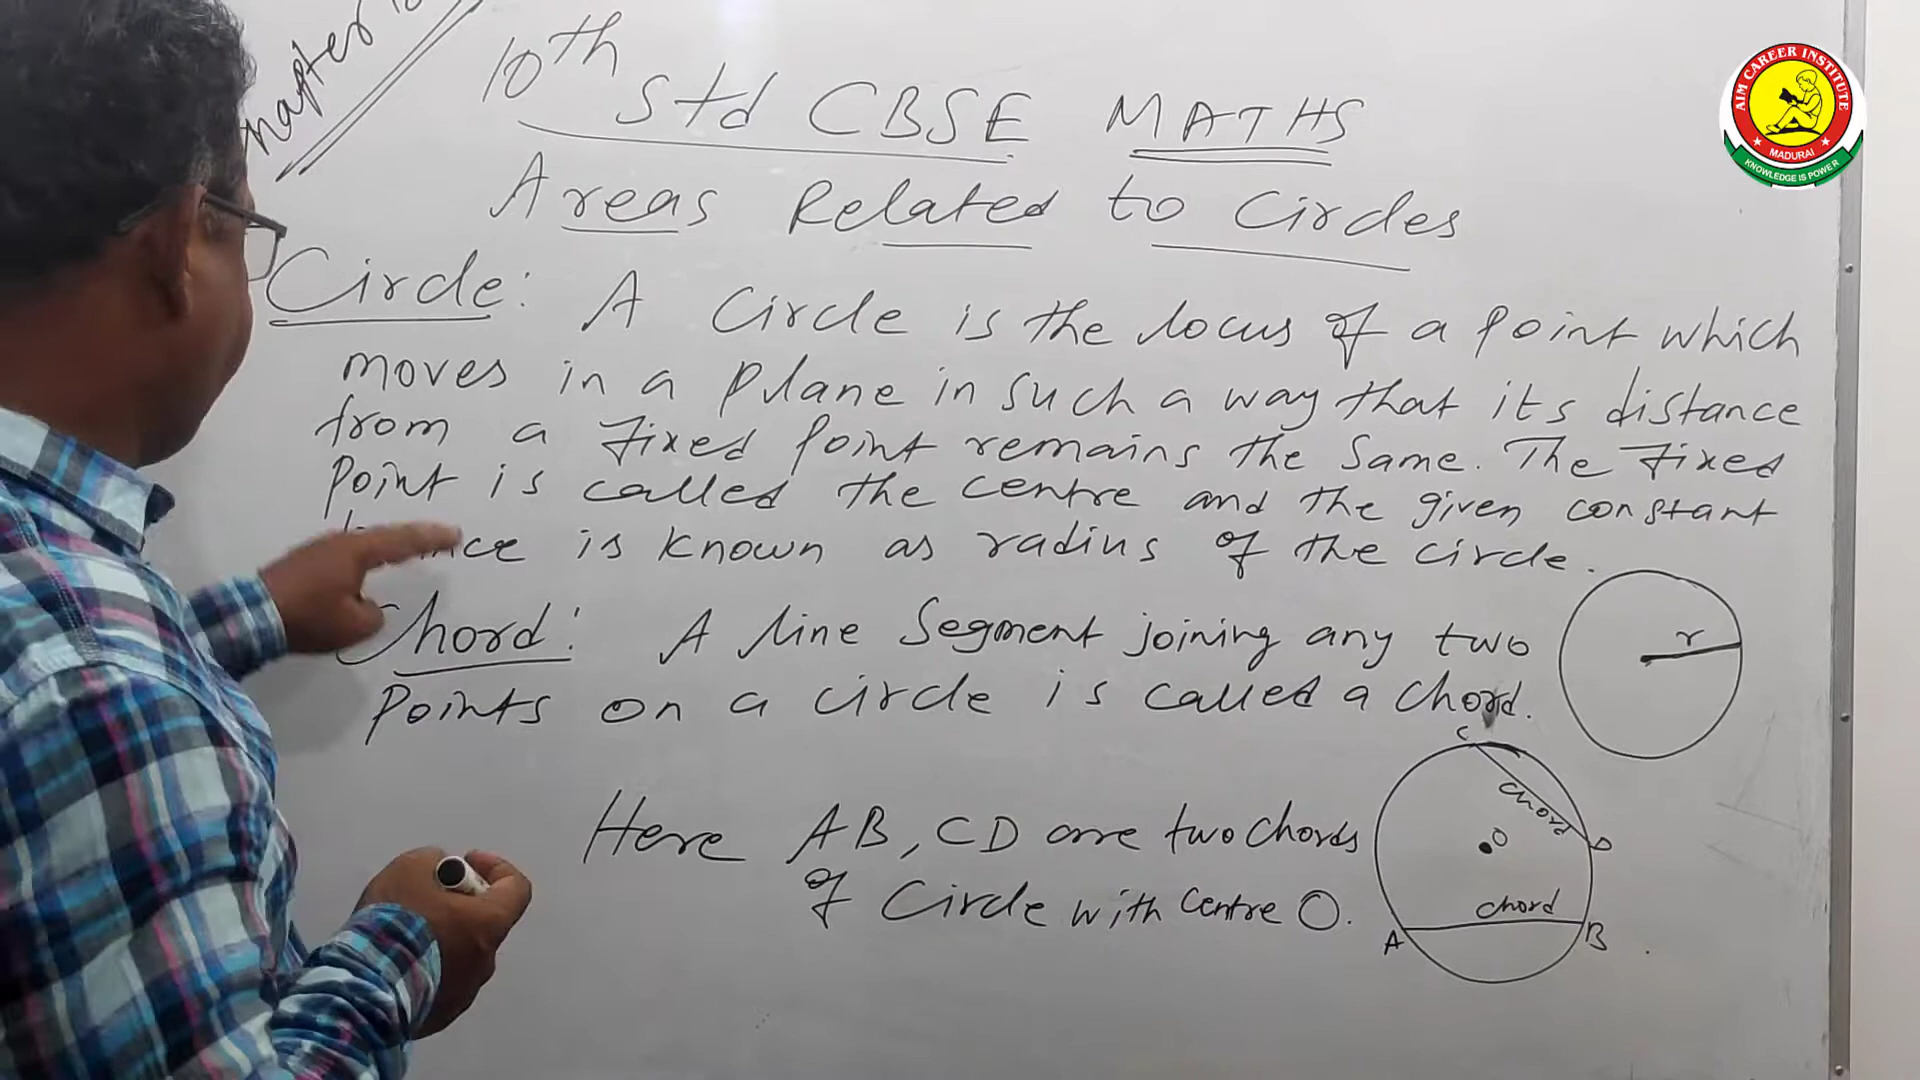 Chapter
10th Std CBSE MATHS
Areas Related to Circles
Circle: A Circle is the locus of a point which
moves in a plane in such a way that its distance
from a fixed point remains the same. The fixed
point is called the centre and the given constant
is known as radius of the circle.
Chord: A line segment joining any two
points on a circle is called a chord.
r
Here AB, CD are two chords
of Circle with centre O.
C
chord
D
O
chord
A
B
AIM CAREER INSTITUTE
MADURAI
KNOWLEDGE IS POWER